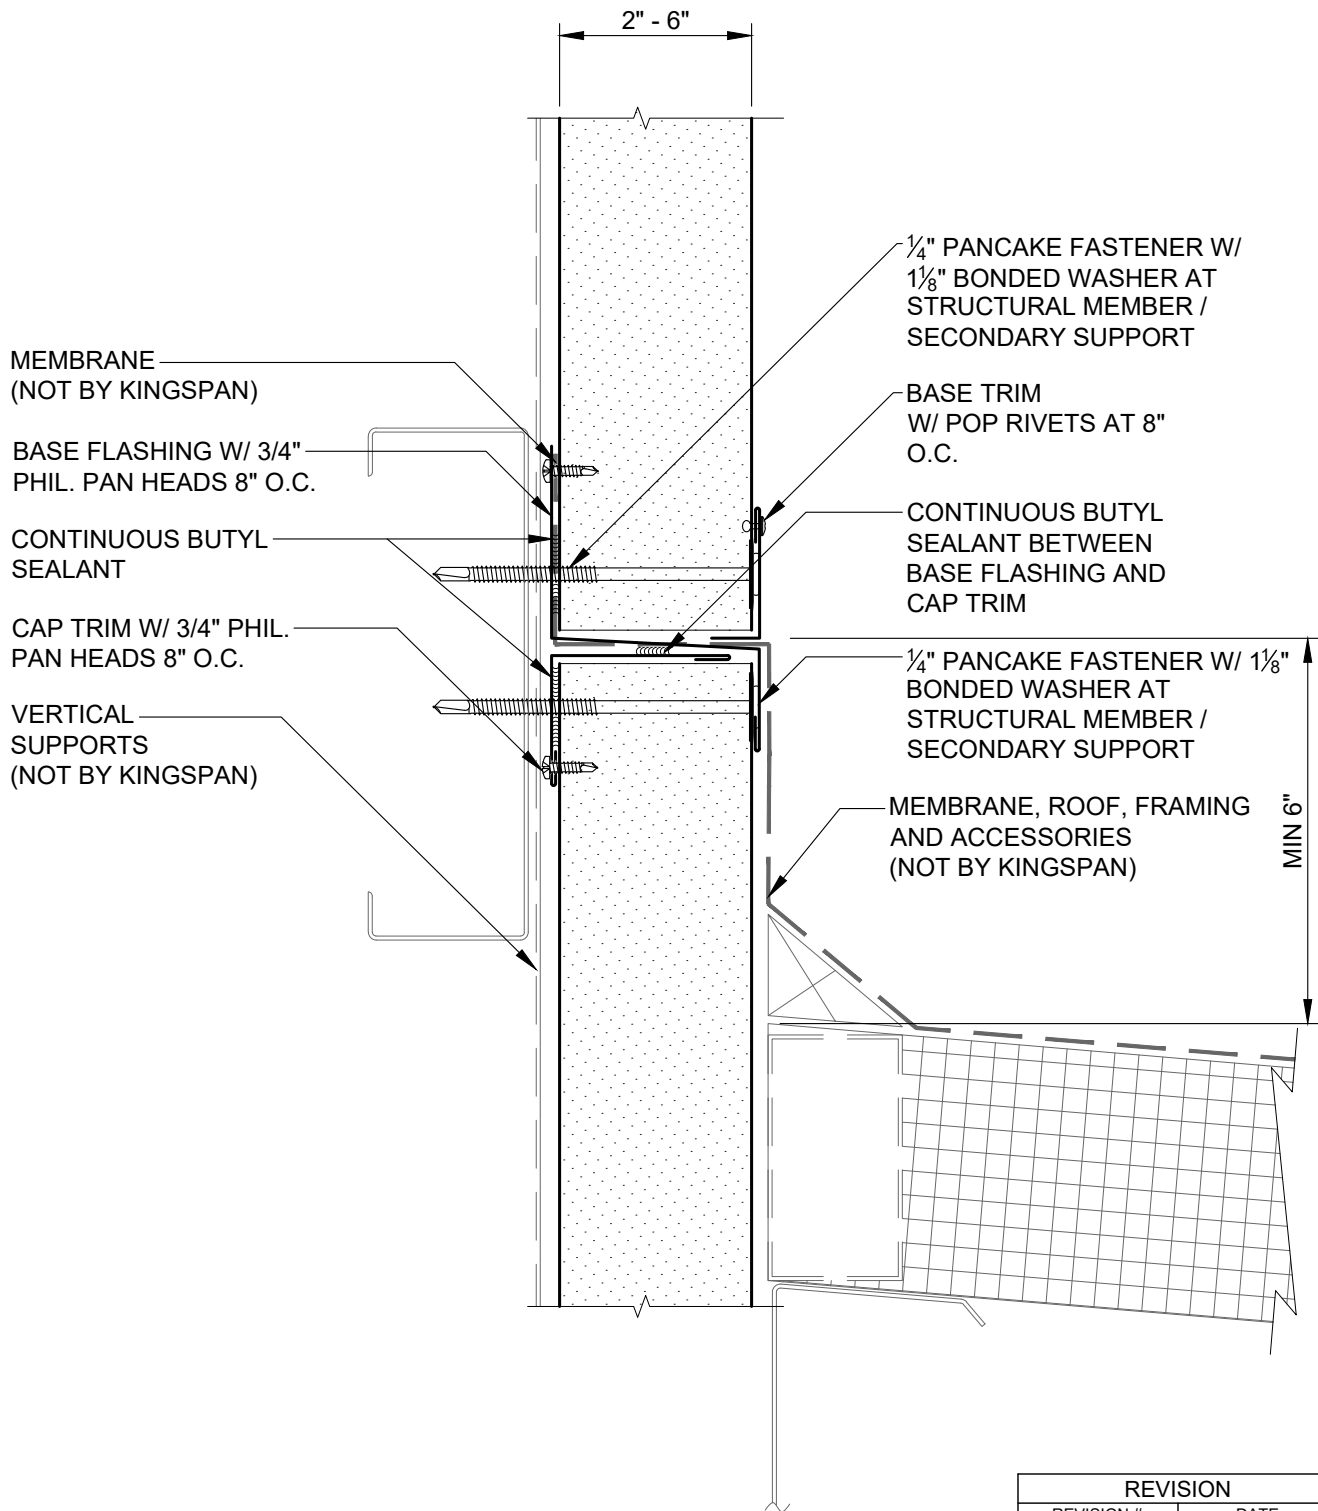 2" - 6"
¼" PANCAKE FASTENER W/
1⅛" BONDED WASHER AT
STRUCTURAL MEMBER /
SECONDARY SUPPORT
MEMBRANE
(NOT BY KINGSPAN)
BASE TRIM
W/ POP RIVETS AT 8"
O.C.
BASE FLASHING W/ 3/4"
PHIL. PAN HEADS 8" O.C.
CONTINUOUS BUTYL
SEALANT BETWEEN
BASE FLASHING AND
CAP TRIM
CONTINUOUS BUTYL
SEALANT
CAP TRIM W/ 3/4" PHIL.
PAN HEADS 8" O.C.
¼" PANCAKE FASTENER W/ 1⅛"
BONDED WASHER AT
STRUCTURAL MEMBER /
SECONDARY SUPPORT
VERTICAL
SUPPORTS
(NOT BY KINGSPAN)
MEMBRANE, ROOF, FRAMING
AND ACCESSORIES
(NOT BY KINGSPAN)
MIN 6"
REVISION
REVISION # DATE